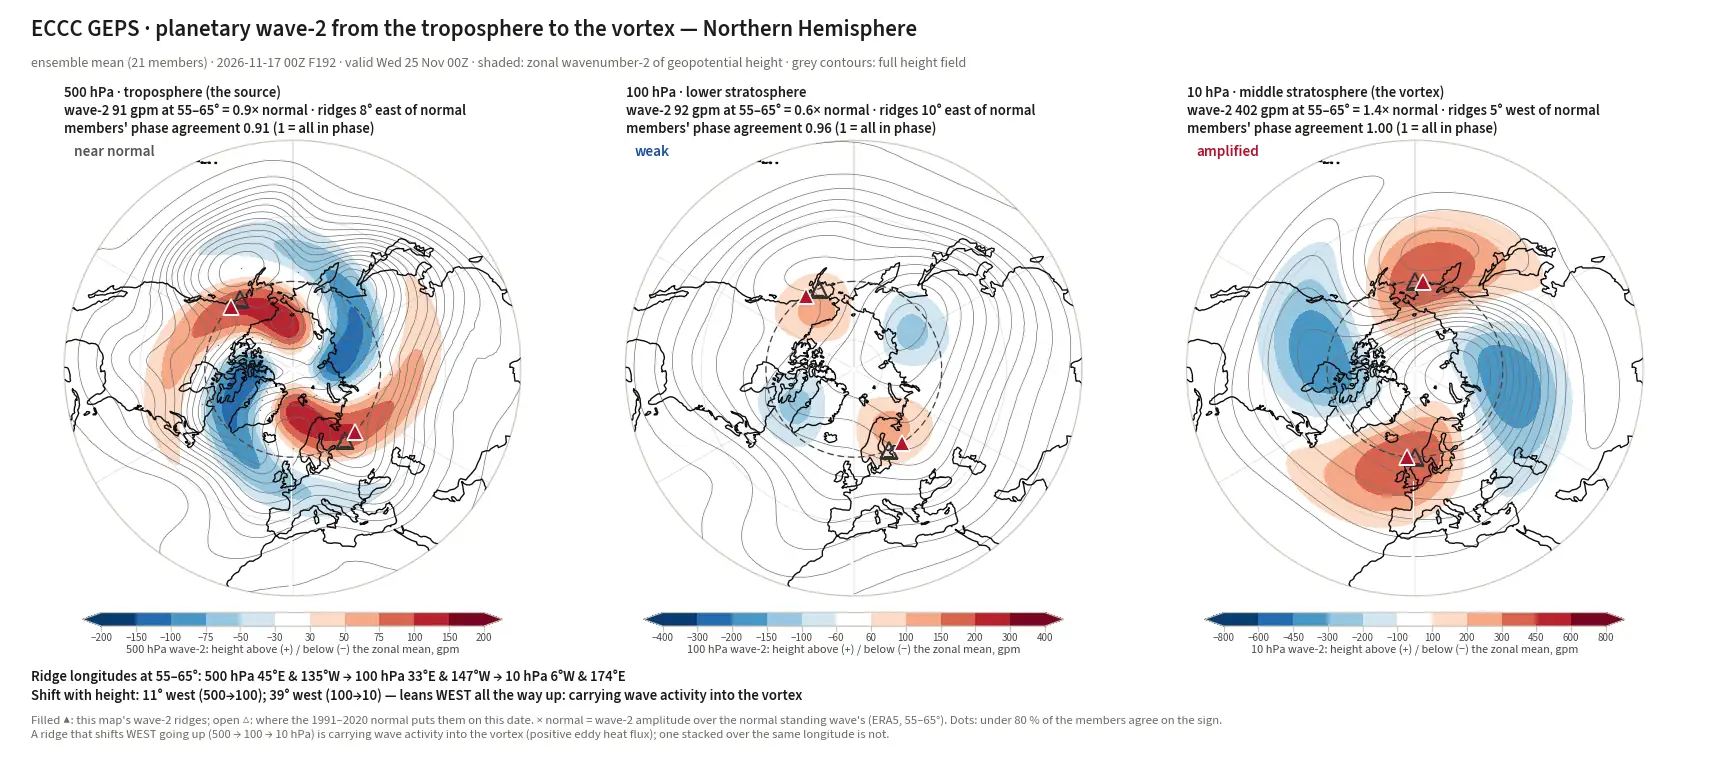 ECCC GEPS · planetary wave-2 from the troposphere to the vortex — Northern Hemisphere
ensemble mean (21 members) · 2026-11-17 00Z F192 · valid Wed 25 Nov 00Z · shaded: zonal wavenumber-2 of geopotential height · grey contours: full height field
500 hPa · troposphere (the source)
wave-2 91 gpm at 55–65° = 0.9× normal · ridges 8° east of normal
members' phase agreement 0.91 (1 = all in phase)
near normal
100 hPa · lower stratosphere
wave-2 92 gpm at 55–65° = 0.6× normal · ridges 10° east of normal
members' phase agreement 0.96 (1 = all in phase)
weak
10 hPa · middle stratosphere (the vortex)
wave-2 402 gpm at 55–65° = 1.4× normal · ridges 5° west of normal
members' phase agreement 1.00 (1 = all in phase)
amplified
−200 −150 −100 −75 −50 −30 30 50 75 100 150 200
500 hPa wave-2: height above (+) / below (−) the zonal mean, gpm
−400 −300 −200 −150 −100 −60 60 100 150 200 300 400
100 hPa wave-2: height above (+) / below (−) the zonal mean, gpm
−800 −600 −450 −300 −200 −100 100 200 300 450 600 800
10 hPa wave-2: height above (+) / below (−) the zonal mean, gpm
Ridge longitudes at 55–65°: 500 hPa 45°E & 135°W → 100 hPa 33°E & 147°W → 10 hPa 6°W & 174°E
Shift with height: 11° west (500→100); 39° west (100→10) — leans WEST all the way up: carrying wave activity into the vortex
Filled ▲: this map's wave-2 ridges; open △: where the 1991–2020 normal puts them on this date. × normal = wave-2 amplitude over the normal standing wave's (ERA5, 55–65°). Dots: under 80 % of the members agree on the sign.
A ridge that shifts WEST going up (500 → 100 → 10 hPa) is carrying wave activity into the vortex (positive eddy heat flux); one stacked over the same longitude is not.